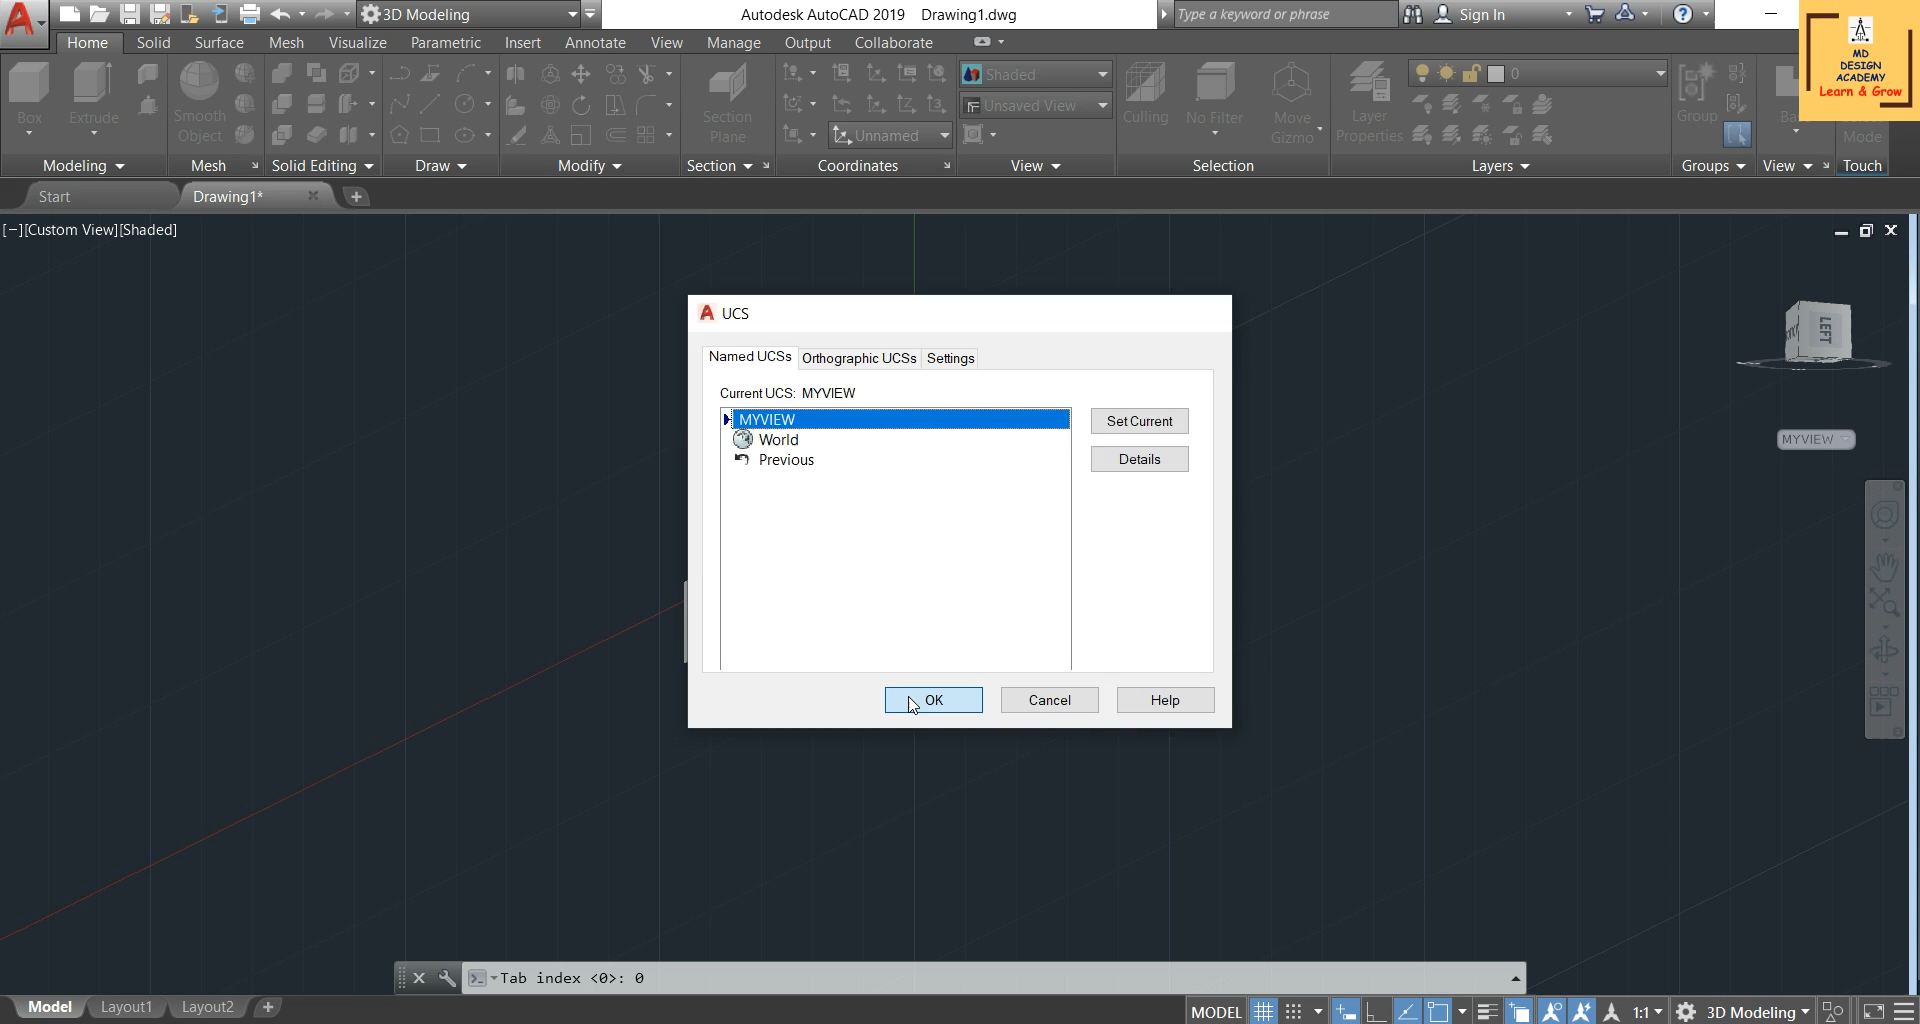 3D Modeling
Autodesk AutoCAD 2019 Drawing1.dwg
Type a keyword or phrase
Sign In
MD
DESIGN
ACADEMY
Learn & Grow
Home Solid Surface Mesh Visualize Parametric Insert Annotate View Manage Output Collaborate
Box
Extrude
Smooth
Object
Section
Plane
Shaded
Unsaved View
Unnamed
Culling
No Filter
Move
Gizmo
Layer
Properties
0
Group
Mode
Modeling Mesh Solid Editing Draw Modify Section Coordinates View Selection Layers Groups View Touch
Start
Drawing1*
[−][Custom View][Shaded]
LEFT
MYVIEW
UCS
Named UCSs Orthographic UCSs Settings
Current UCS: MYVIEW
MYVIEW
World
Previous
Set Current
Details
OK
Cancel
Help
Tab index <0>: 0
Model Layout1 Layout2
MODEL
1:1
3D Modeling